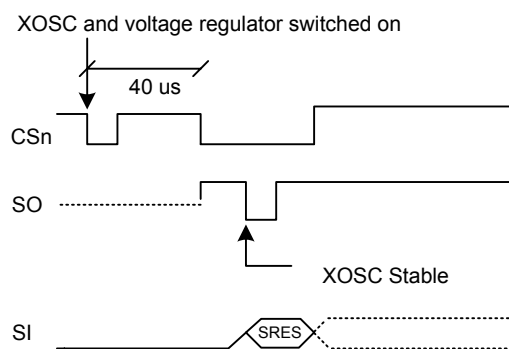 XOSC and voltage regulator switched on
40 us
CSn
SO
XOSC Stable
SI
SRES